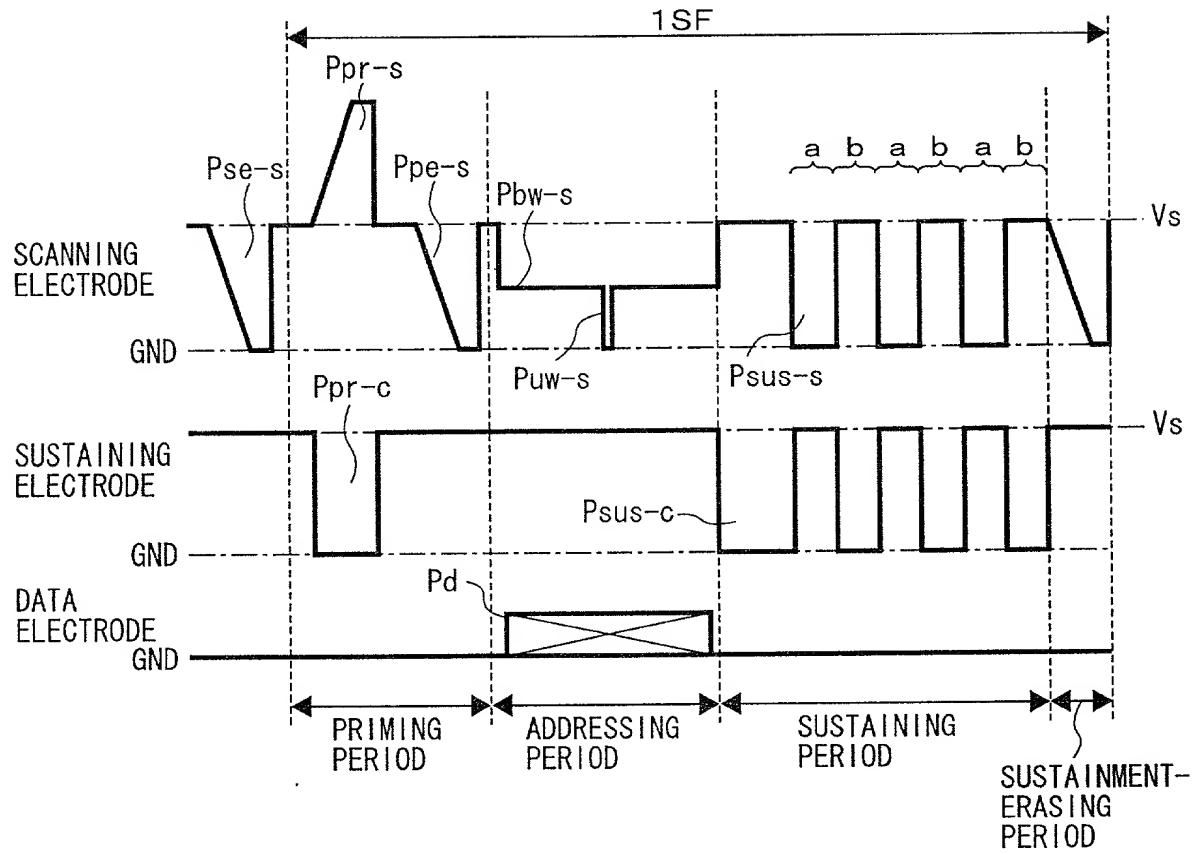 1SF
Ppr-s
a b a b a b
Pse-s
Ppe-s
Pbw-s
Vs
SCANNING
ELECTRODE
GND
Puw-s
Psus-s
Ppr-c
Vs
SUSTAINING
ELECTRODE
Psus-c
GND
Pd
DATA
ELECTRODE
GND
PRIMING
PERIOD
ADDRESSING
PERIOD
SUSTAINING
PERIOD
SUSTAINMENT-
ERASING
PERIOD